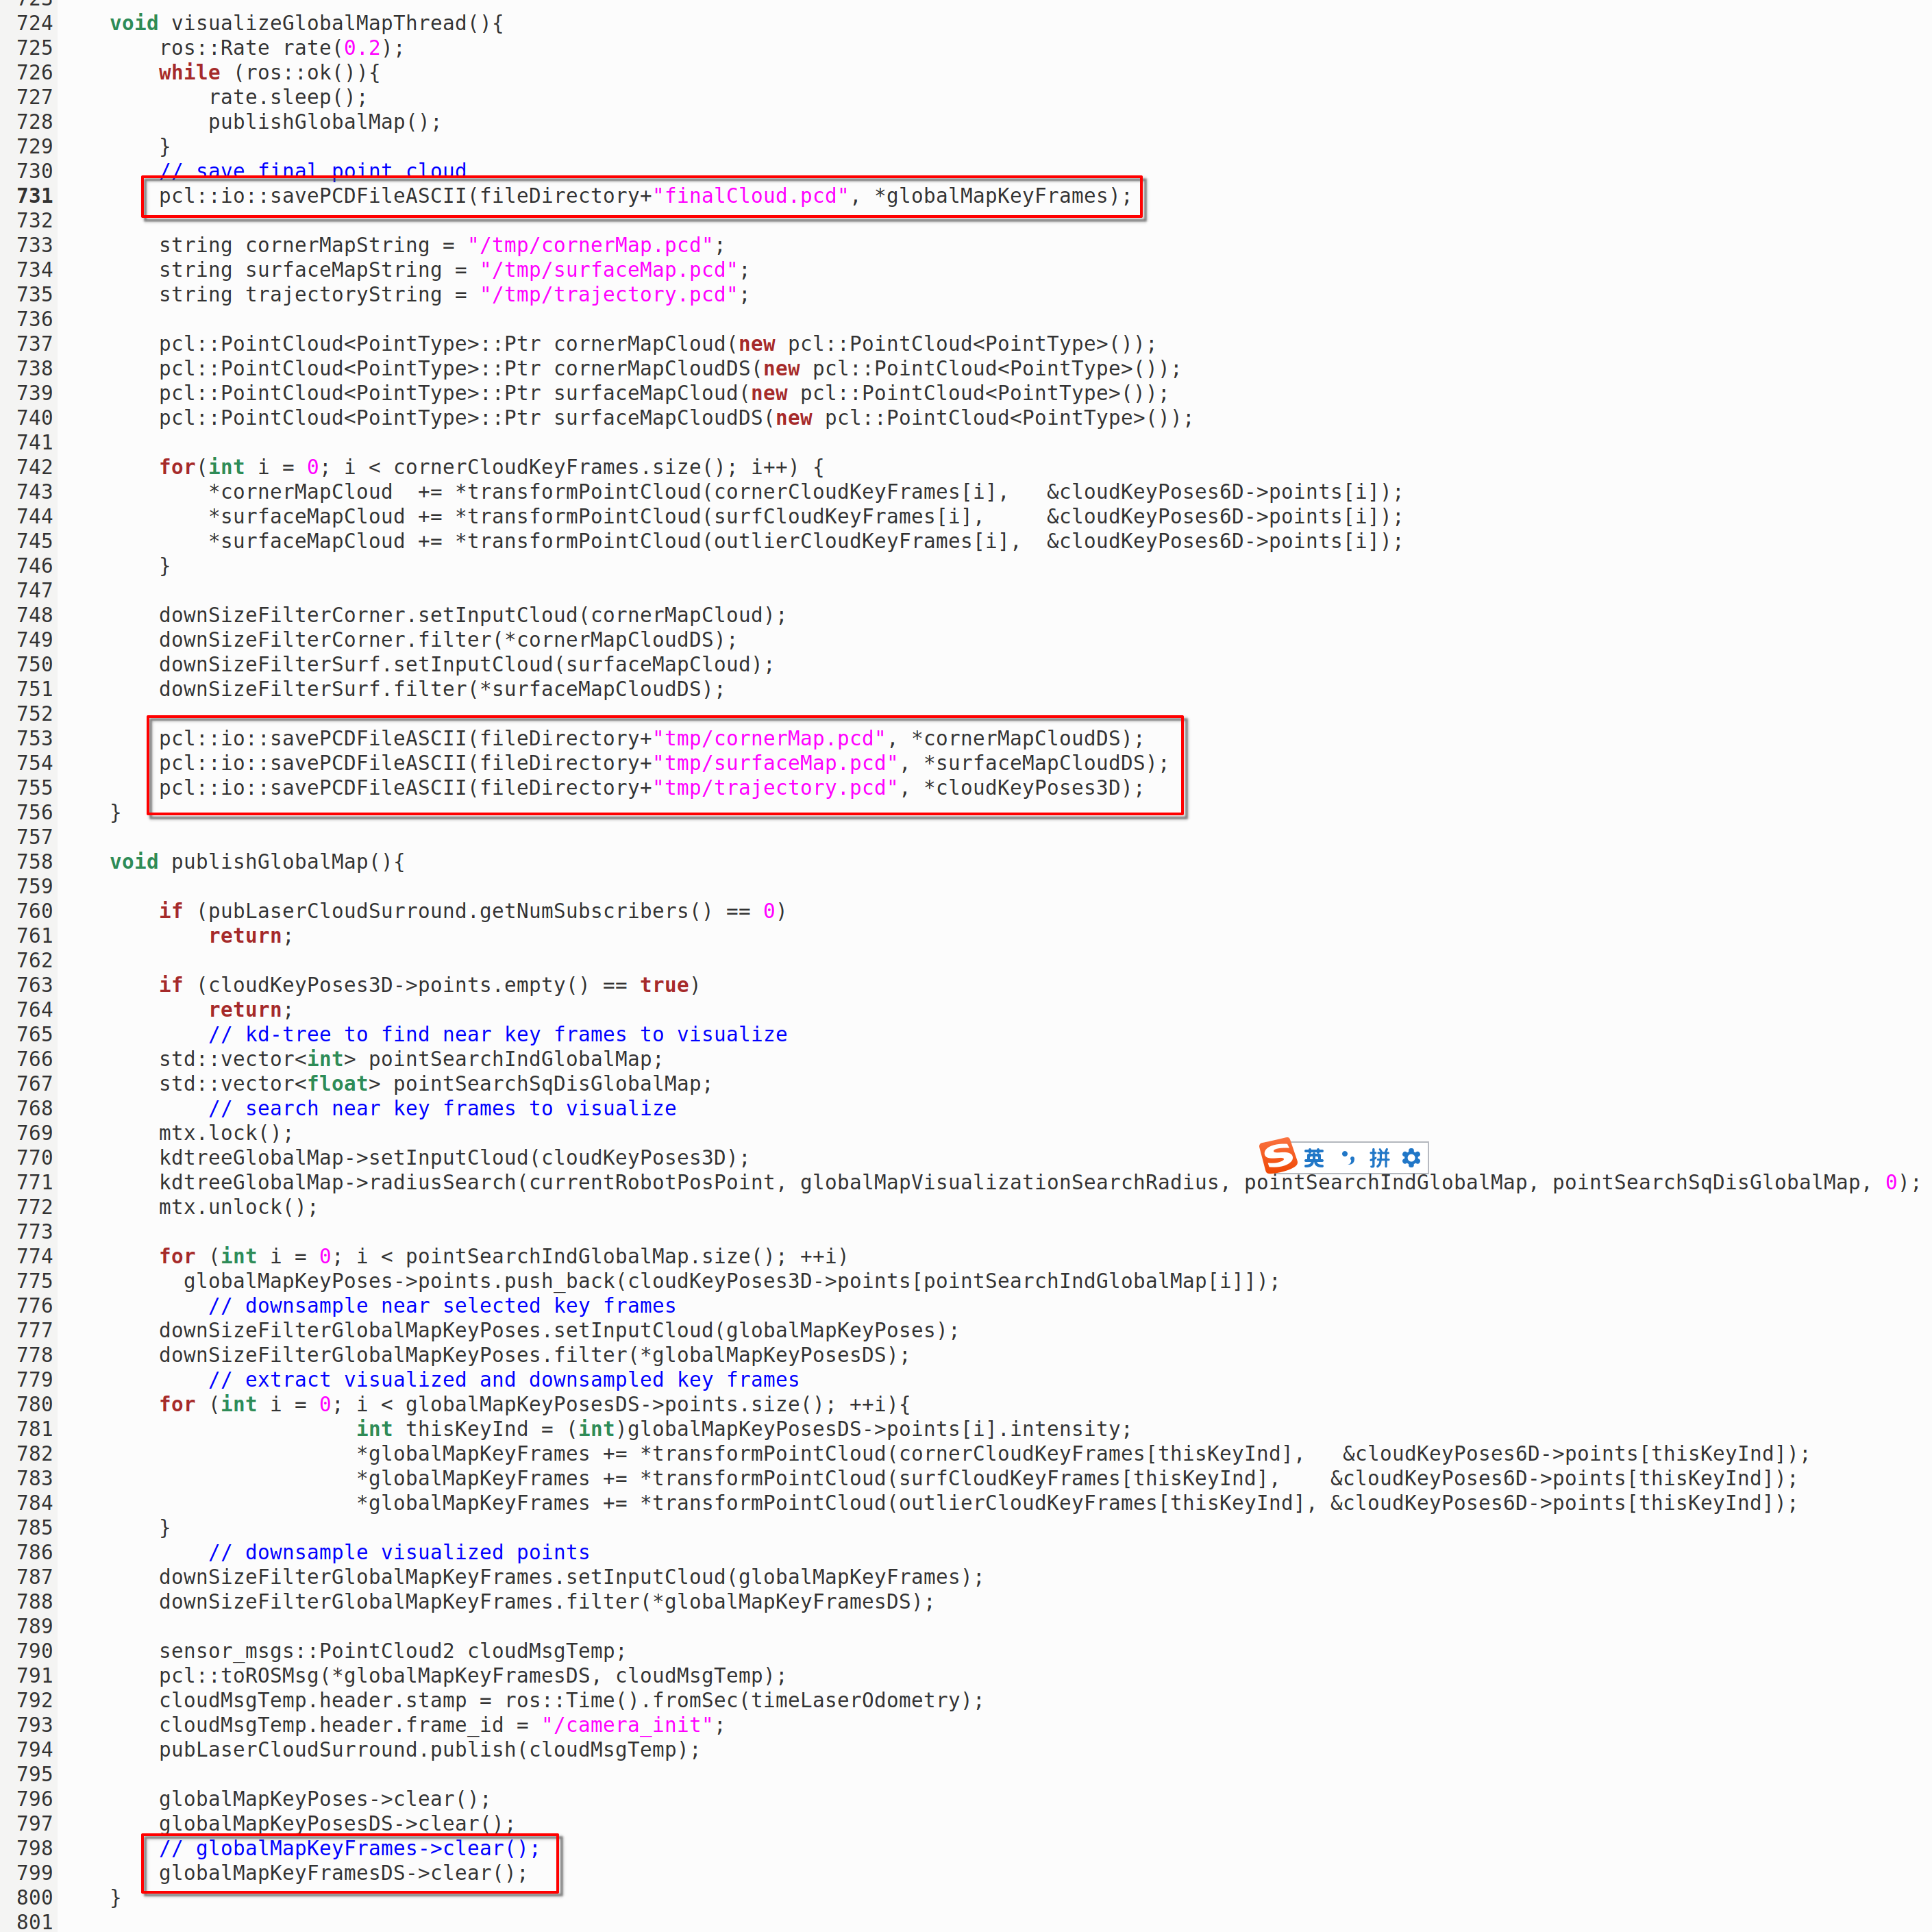 724 void visualizeGlobalMapThread(){
725 ros::Rate rate(0.2);
726 while (ros::ok()){
727 rate.sleep();
728 publishGlobalMap();
729 }
730 // save final point cloud
731 pcl::io::savePCDFileASCII(fileDirectory+"finalCloud.pcd", *globalMapKeyFrames);
732
733 string cornerMapString = "/tmp/cornerMap.pcd";
734 string surfaceMapString = "/tmp/surfaceMap.pcd";
735 string trajectoryString = "/tmp/trajectory.pcd";
736
737 pcl::PointCloud<PointType>::Ptr cornerMapCloud(new pcl::PointCloud<PointType>());
738 pcl::PointCloud<PointType>::Ptr cornerMapCloudDS(new pcl::PointCloud<PointType>());
739 pcl::PointCloud<PointType>::Ptr surfaceMapCloud(new pcl::PointCloud<PointType>());
740 pcl::PointCloud<PointType>::Ptr surfaceMapCloudDS(new pcl::PointCloud<PointType>());
741
742 for(int i = 0; i < cornerCloudKeyFrames.size(); i++) {
743 *cornerMapCloud += *transformPointCloud(cornerCloudKeyFrames[i], &cloudKeyPoses6D->points[i]);
744 *surfaceMapCloud += *transformPointCloud(surfCloudKeyFrames[i], &cloudKeyPoses6D->points[i]);
745 *surfaceMapCloud += *transformPointCloud(outlierCloudKeyFrames[i], &cloudKeyPoses6D->points[i]);
746 }
747
748 downSizeFilterCorner.setInputCloud(cornerMapCloud);
749 downSizeFilterCorner.filter(*cornerMapCloudDS);
750 downSizeFilterSurf.setInputCloud(surfaceMapCloud);
751 downSizeFilterSurf.filter(*surfaceMapCloudDS);
752
753 pcl::io::savePCDFileASCII(fileDirectory+"tmp/cornerMap.pcd", *cornerMapCloudDS);
754 pcl::io::savePCDFileASCII(fileDirectory+"tmp/surfaceMap.pcd", *surfaceMapCloudDS);
755 pcl::io::savePCDFileASCII(fileDirectory+"tmp/trajectory.pcd", *cloudKeyPoses3D);
756 }
757
758 void publishGlobalMap(){
759
760 if (pubLaserCloudSurround.getNumSubscribers() == 0)
761 return;
762
763 if (cloudKeyPoses3D->points.empty() == true)
764 return;
765 // kd-tree to find near key frames to visualize
766 std::vector<int> pointSearchIndGlobalMap;
767 std::vector<float> pointSearchSqDisGlobalMap;
768 // search near key frames to visualize
769 mtx.lock();
770 kdtreeGlobalMap->setInputCloud(cloudKeyPoses3D);
英 拼
771 kdtreeGlobalMap->radiusSearch(currentRobotPosPoint, globalMapVisualizationSearchRadius, pointSearchIndGlobalMap, pointSearchSqDisGlobalMap, 0);
772 mtx.unlock();
773
774 for (int i = 0; i < pointSearchIndGlobalMap.size(); ++i)
775 globalMapKeyPoses->points.push_back(cloudKeyPoses3D->points[pointSearchIndGlobalMap[i]]);
776 // downsample near selected key frames
777 downSizeFilterGlobalMapKeyPoses.setInputCloud(globalMapKeyPoses);
778 downSizeFilterGlobalMapKeyPoses.filter(*globalMapKeyPosesDS);
779 // extract visualized and downsampled key frames
780 for (int i = 0; i < globalMapKeyPosesDS->points.size(); ++i){
781 int thisKeyInd = (int)globalMapKeyPosesDS->points[i].intensity;
782 *globalMapKeyFrames += *transformPointCloud(cornerCloudKeyFrames[thisKeyInd], &cloudKeyPoses6D->points[thisKeyInd]);
783 *globalMapKeyFrames += *transformPointCloud(surfCloudKeyFrames[thisKeyInd], &cloudKeyPoses6D->points[thisKeyInd]);
784 *globalMapKeyFrames += *transformPointCloud(outlierCloudKeyFrames[thisKeyInd], &cloudKeyPoses6D->points[thisKeyInd]);
785 }
786 // downsample visualized points
787 downSizeFilterGlobalMapKeyFrames.setInputCloud(globalMapKeyFrames);
788 downSizeFilterGlobalMapKeyFrames.filter(*globalMapKeyFramesDS);
789
790 sensor_msgs::PointCloud2 cloudMsgTemp;
791 pcl::toROSMsg(*globalMapKeyFramesDS, cloudMsgTemp);
792 cloudMsgTemp.header.stamp = ros::Time().fromSec(timeLaserOdometry);
793 cloudMsgTemp.header.frame_id = "/camera_init";
794 pubLaserCloudSurround.publish(cloudMsgTemp);
795
796 globalMapKeyPoses->clear();
797 globalMapKeyPosesDS->clear();
798 // globalMapKeyFrames->clear();
799 globalMapKeyFramesDS->clear();
800 }
801